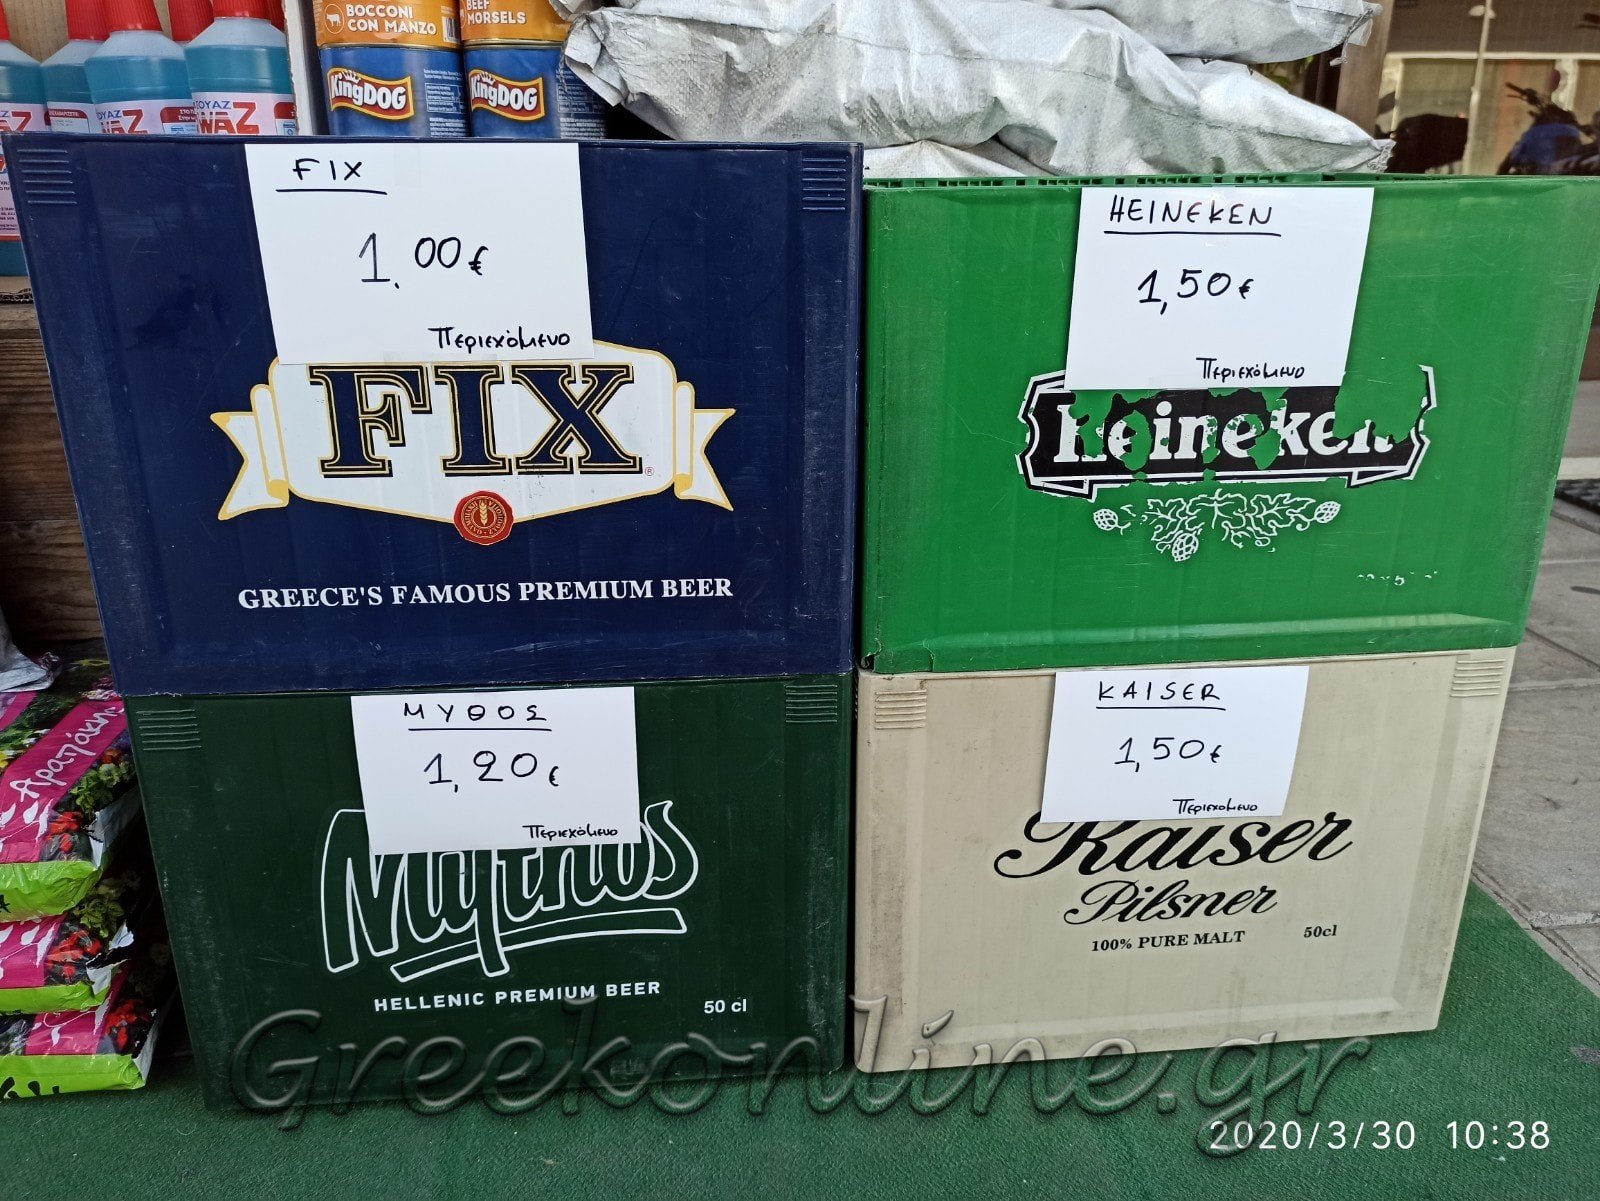 BOCCONI
CON MANZO
BEEF
MORSELS
KingDOG
KingDOG
FIX
1.00€
Περιεχόμενο
FIX
GREECE'S FAMOUS PREMIUM BEER
HEINEKEN
1,50€
Περιεχόμενο
Heineken
ΜΥΘΟΣ
1,20€
Περιεχόμενο
Mythos
HELLENIC PREMIUM BEER
50 cl
KAISER
1,50€
Περιεχόμενο
Kaiser
Pilsner
100% PURE MALT
50cl
Greekonline.gr
2020/3/30 10:38